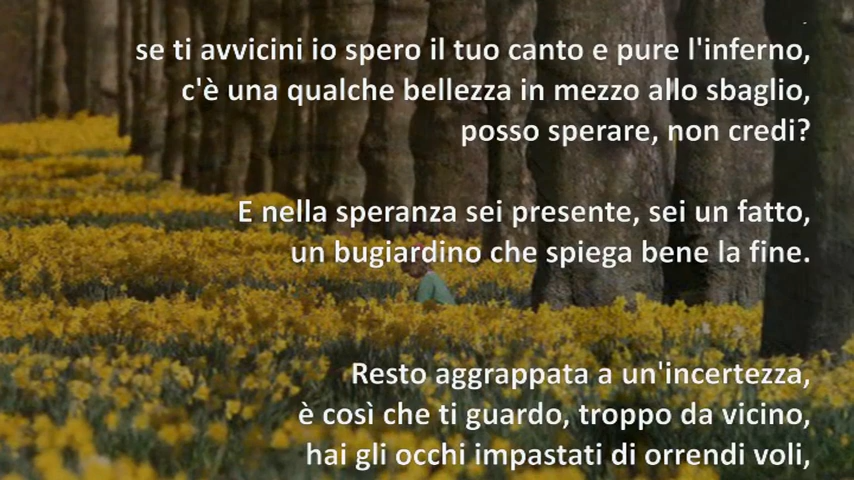 se ti avvicini io spero il tuo canto e pure l'inferno,
c'è una qualche bellezza in mezzo allo sbaglio,
posso sperare, non credi?
E nella speranza sei presente, sei un fatto,
un bugiardino che spiega bene la fine.
Resto aggrappata a un'incertezza,
è così che ti guardo, troppo da vicino,
hai gli occhi impastati di orrendi voli,